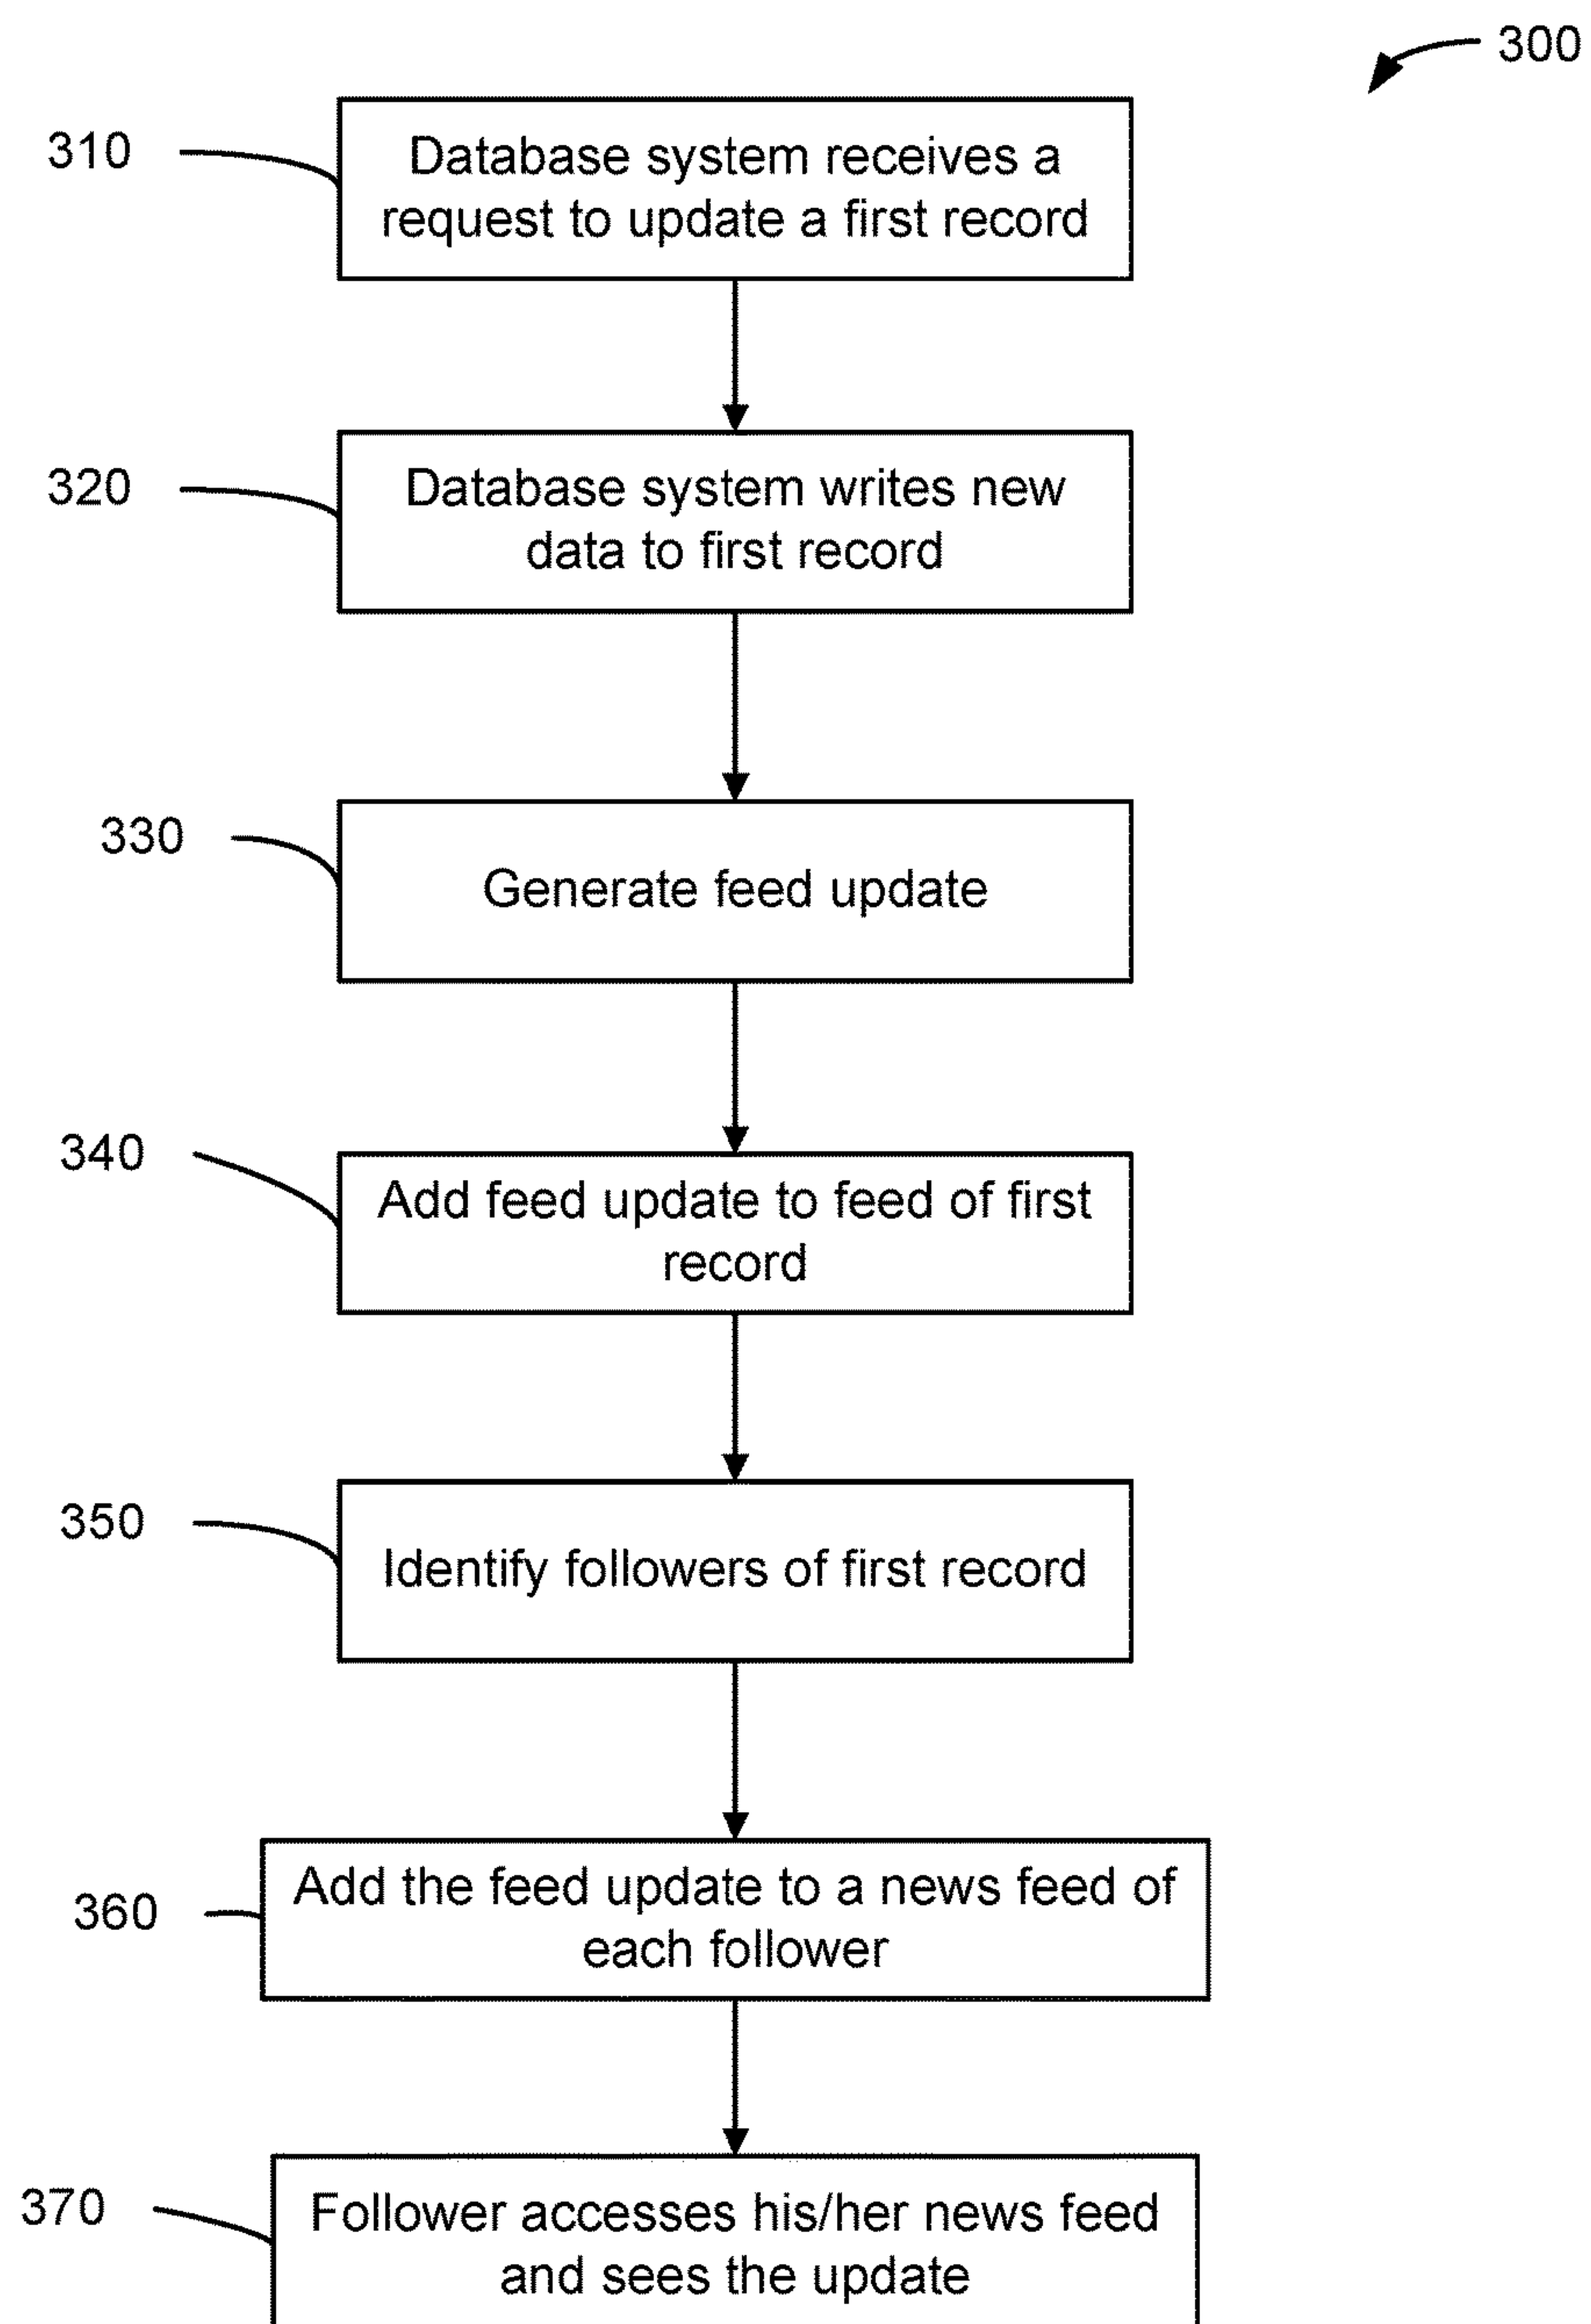 300
310
Database system receives a
request to update a first record
320
Database system writes new
data to first record
330
Generate feed update
340
Add feed update to feed of first
record
350
Identify followers of first record
360
Add the feed update to a news feed of
each follower
370
Follower accesses his/her news feed
and sees the update